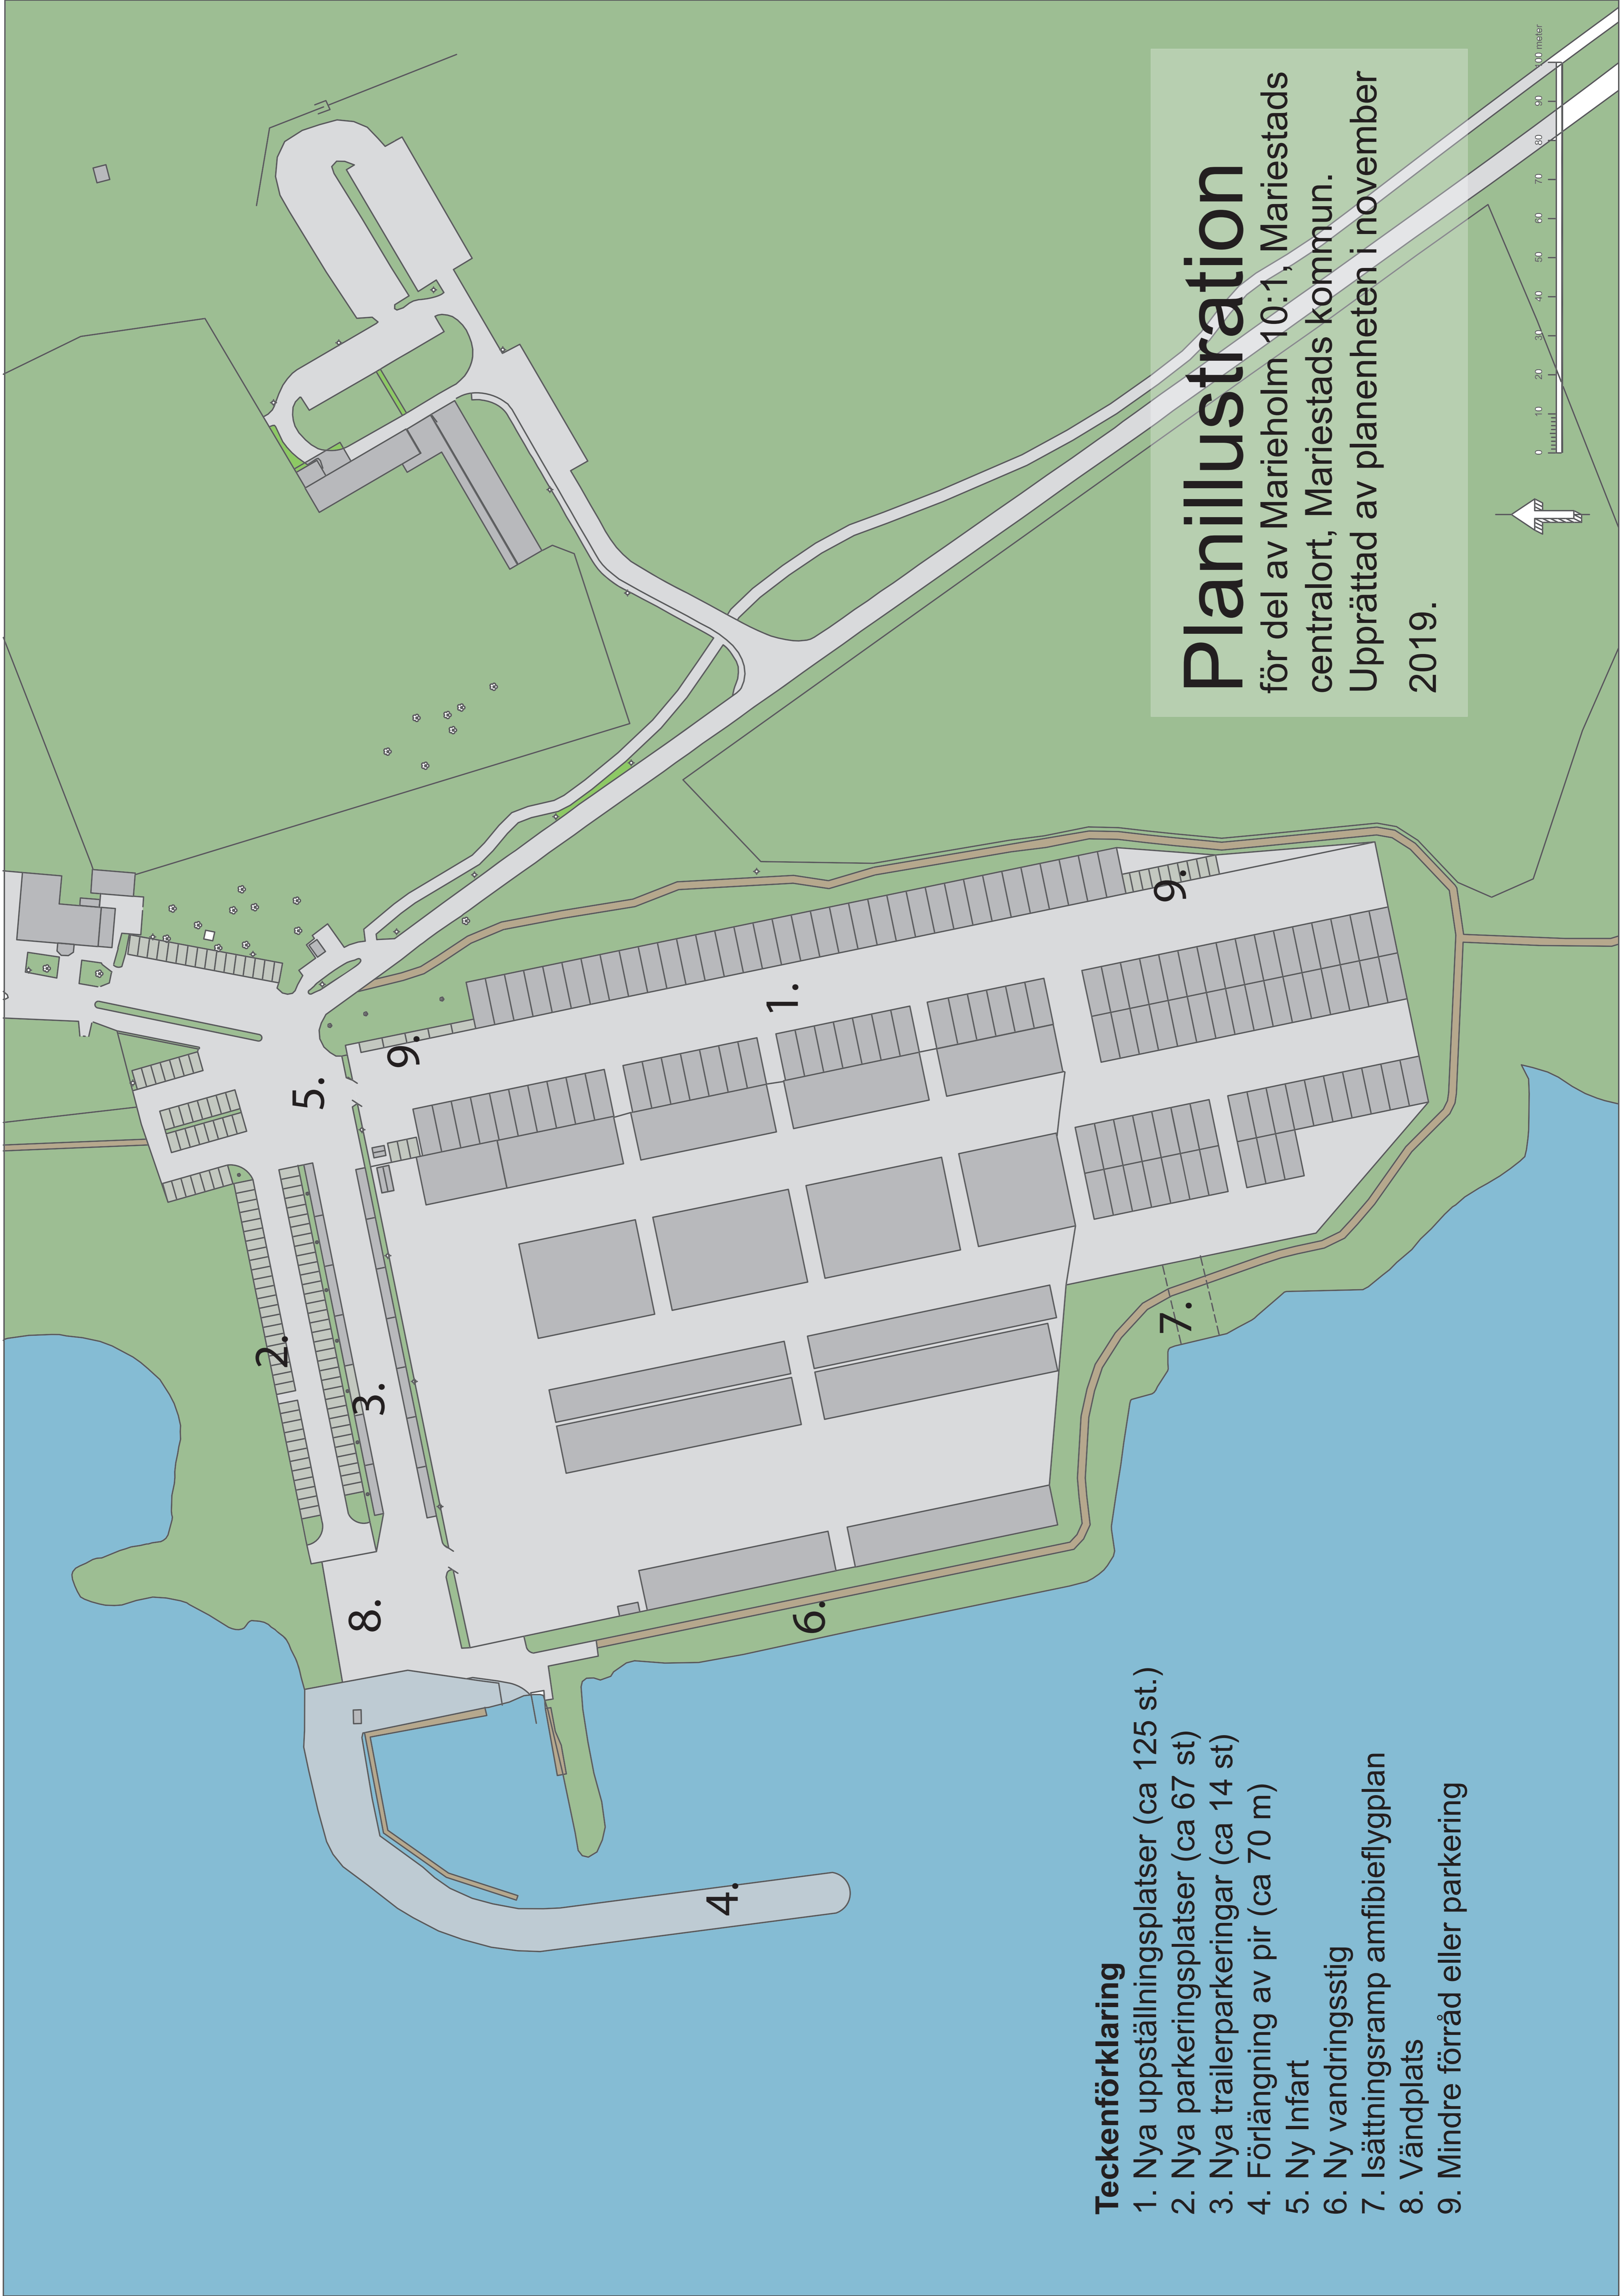 Planillustration
för del av Marieholm 10:1, Mariestads
centralort, Mariestads kommun.
Upprättad av planenheten i november
2019.
0 10 20 30 40 50 60 70 80 90 100 meter
Teckenförklaring
1. Nya uppställningsplatser (ca 125 st.)
2. Nya parkeringsplatser (ca 67 st)
3. Nya trailerparkeringar (ca 14 st)
4. Förlängning av pir (ca 70 m)
5. Ny Infart
6. Ny vandringsstig
7. Isättningsramp amfibieflygplan
8. Vändplats
9. Mindre förråd eller parkering
2.
5.
3.
9.
8.
4.
1.
6.
9.
7.